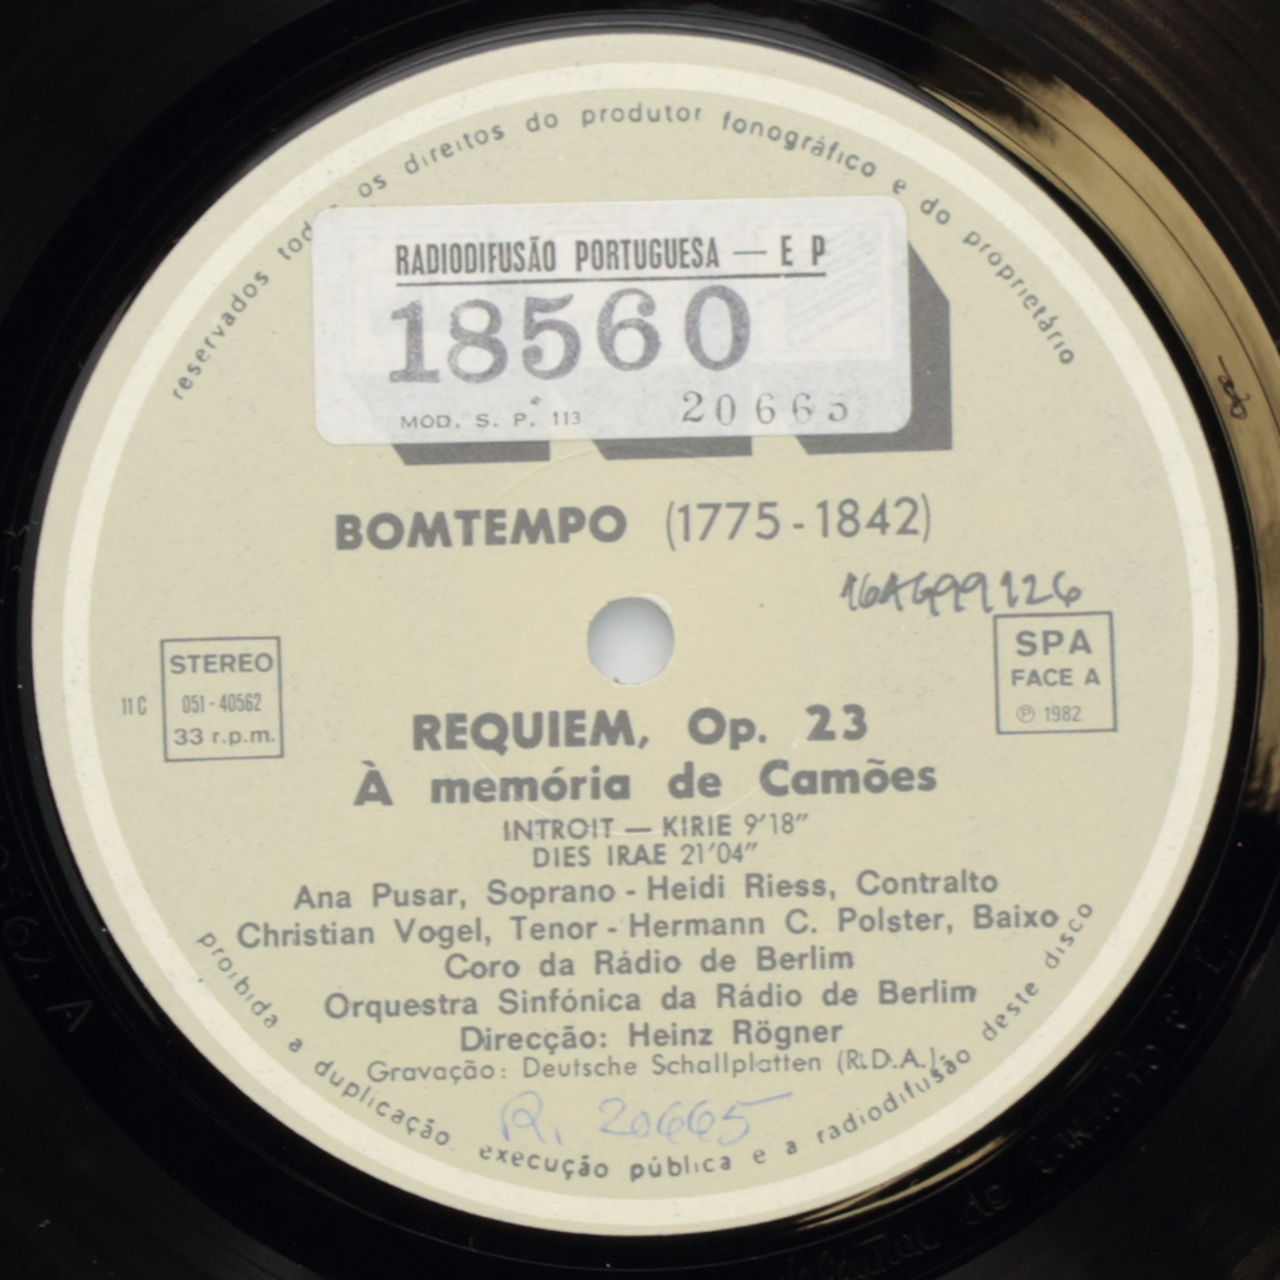 reservados os direitos do produtor fonográfico e do proprietário
RADIODIFUSÃO PORTUGUESA — E P
18560
MOD. S. P. 113 20665
BOMTEMPO (1775-1842)
STEREO
11 C 051-40562
33 r.p.m.
SPA
FACE A
℗ 1982
REQUIEM, Op. 23
À memória de Camões
INTROIT — KIRIE 9'18"
DIES IRAE 21'04"
Ana Pusar, Soprano - Heidi Riess, Contralto
Christian Vogel, Tenor - Hermann C. Polster, Baixo
Coro da Rádio de Berlim
Orquestra Sinfónica da Rádio de Berlim
Direcção: Heinz Rögner
Gravação: Deutsche Schallplatten (R.D.A.)
R. 20665
proibida a duplicação execução pública e a radiodifusão deste disco